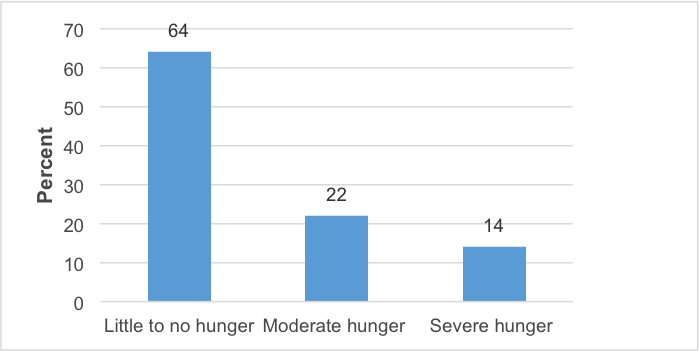 Percent
70
60
50
40
30
20
10
0
64
22
14
Little to no hunger
Moderate hunger
Severe hunger